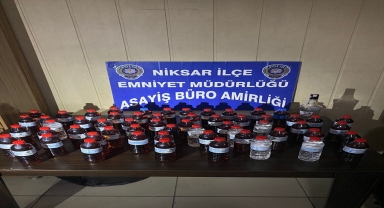 NİKSAR İLÇE
EMNİYET MÜDÜRLÜĞÜ
ASAYİŞ BÜRO AMİRLİĞİ